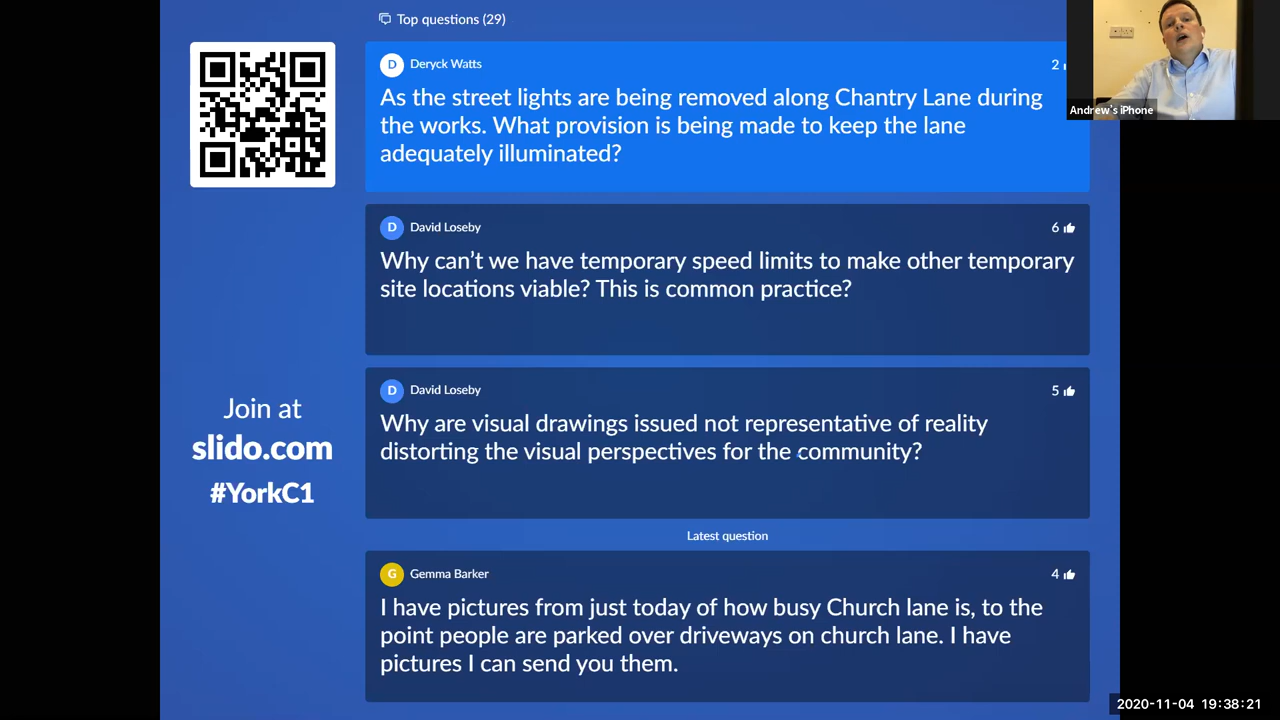 Top questions (29)
D Deryck Watts 2
As the street lights are being removed along Chantry Lane during
the works. What provision is being made to keep the lane
adequately illuminated?
Andrew's iPhone
D David Loseby 6
Why can't we have temporary speed limits to make other temporary
site locations viable? This is common practice?
D David Loseby 5
Why are visual drawings issued not representative of reality
distorting the visual perspectives for the community?
Join at
slido.com
#YorkC1
Latest question
G Gemma Barker 4
I have pictures from just today of how busy Church lane is, to the
point people are parked over driveways on church lane. I have
pictures I can send you them.
2020-11-04 19:38:21